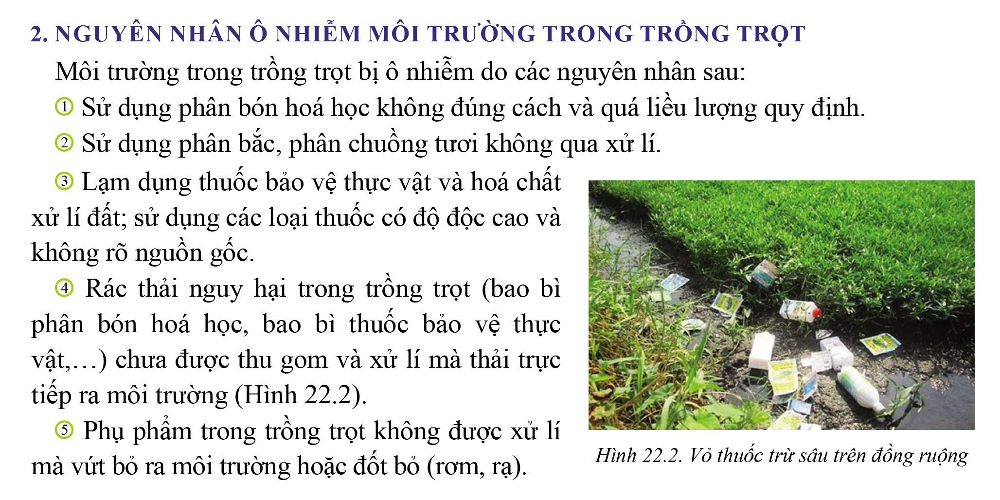 2. NGUYÊN NHÂN Ô NHIỄM MÔI TRƯỜNG TRONG TRỒNG TRỌT
Môi trường trong trồng trọt bị ô nhiễm do các nguyên nhân sau:
① Sử dụng phân bón hoá học không đúng cách và quá liều lượng quy định.
② Sử dụng phân bắc, phân chuồng tươi không qua xử lí.
③ Lạm dụng thuốc bảo vệ thực vật và hoá chất
xử lí đất; sử dụng các loại thuốc có độ độc cao và
không rõ nguồn gốc.
④ Rác thải nguy hại trong trồng trọt (bao bì
phân bón hoá học, bao bì thuốc bảo vệ thực
vật,…) chưa được thu gom và xử lí mà thải trực
tiếp ra môi trường (Hình 22.2).
⑤ Phụ phẩm trong trồng trọt không được xử lí
mà vứt bỏ ra môi trường hoặc đốt bỏ (rơm, rạ).
Hình 22.2. Vỏ thuốc trừ sâu trên đồng ruộng